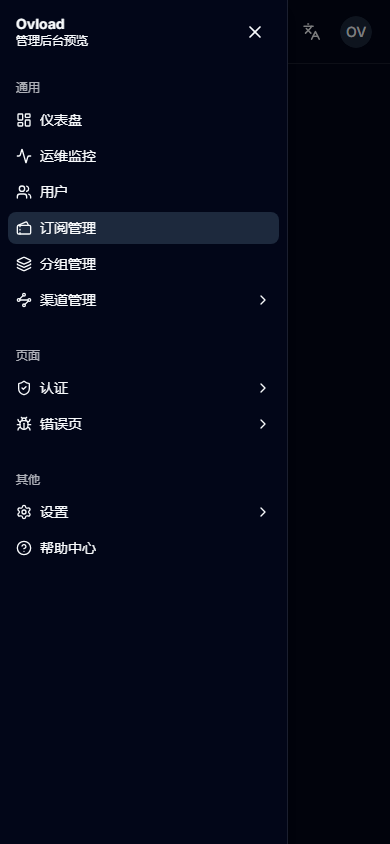 Ovload
管理后台预览
OV
通用
仪表盘
运维监控
用户
订阅管理
分组管理
渠道管理
页面
认证
错误页
其他
设置
帮助中心